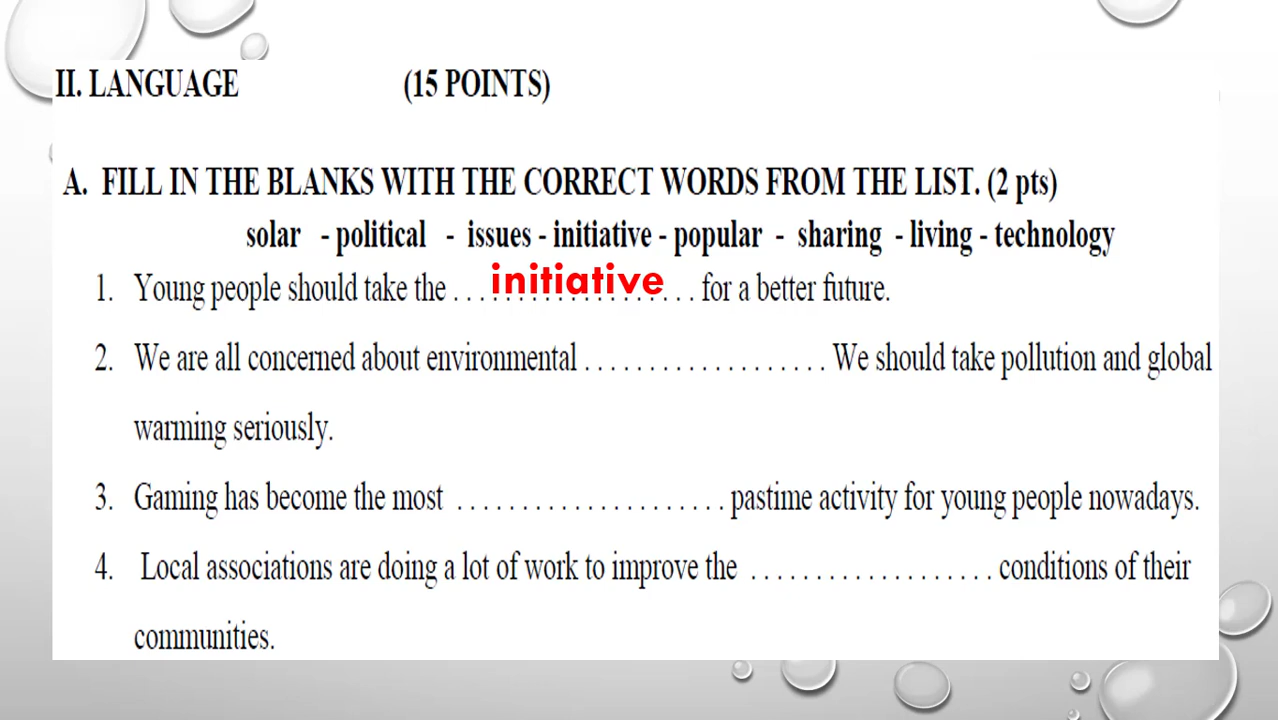 II. LANGUAGE (15 POINTS)
A. FILL IN THE BLANKS WITH THE CORRECT WORDS FROM THE LIST. (2 pts)
solar - political - issues - initiative - popular - sharing - living - technology
1. Young people should take the . . . initiative . . . for a better future.
2. We are all concerned about environmental . . . . . . . . . . . . . . . . . . . We should take pollution and global
warming seriously.
3. Gaming has become the most . . . . . . . . . . . . . . . . . . . . . pastime activity for young people nowadays.
4. Local associations are doing a lot of work to improve the . . . . . . . . . . . . . . . . . . . conditions of their
communities.